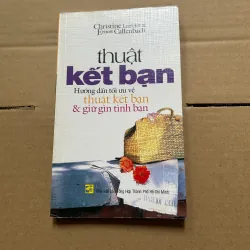 Christine Leefeldt &
Ernest Callenbach
thuật
kết bạn
Hướng dẫn tối ưu về
thuật kết bạn
& giữ gìn tình bạn